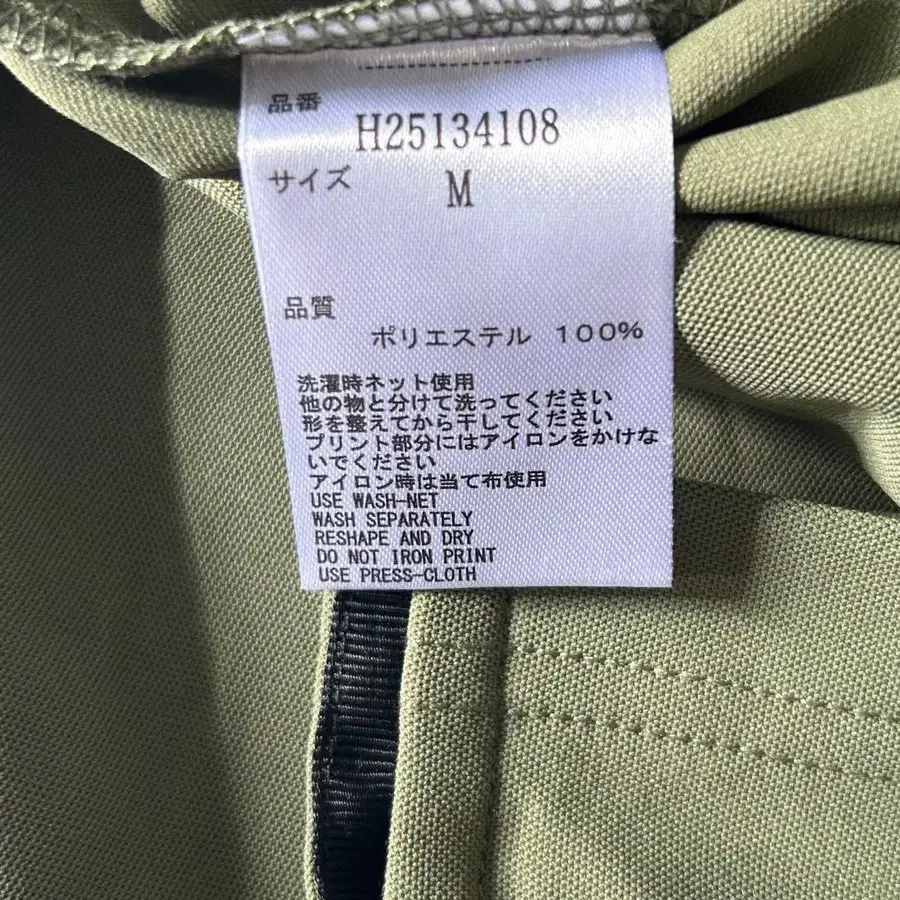 品番
H25134108
サイズ
M
品質
ポリエステル 100%
洗濯時ネット使用
他の物と分けて洗ってください
形を整えてから干してください
プリント部分にはアイロンをかけな
いでください
アイロン時は当て布使用
USE WASH-NET
WASH SEPARATELY
RESHAPE AND DRY
DO NOT IRON PRINT
USE PRESS-CLOTH